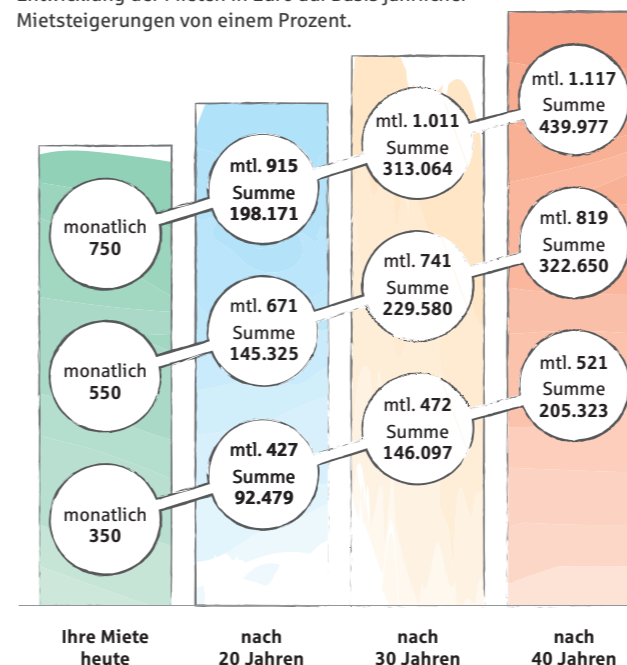 Mietsteigerungen von einem Prozent.
mtl. 1.117
Summe
439.977
mtl. 1.011
Summe
313.064
mtl. 915
Summe
198.171
monatlich
750
mtl. 819
Summe
322.650
mtl. 741
Summe
229.580
mtl. 671
Summe
145.325
monatlich
550
mtl. 521
Summe
205.323
mtl. 472
Summe
146.097
mtl. 427
Summe
92.479
monatlich
350
Ihre Miete
heute
nach
20 Jahren
nach
30 Jahren
nach
40 Jahren